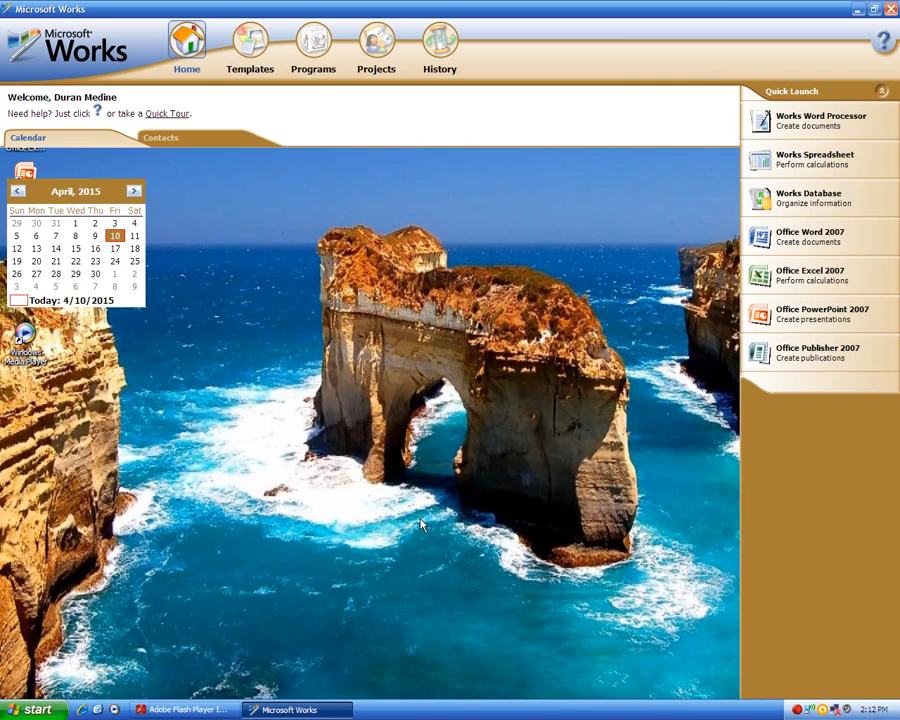 Microsoft Works
Microsoft®
Works
Home
Templates
Programs
Projects
History
?
Welcome, Duran Medine
Need help? Just click ? or take a Quick Tour.
Calendar
Contacts
April, 2015
Sun Mon Tue Wed Thu Fri Sat
29 30 31 1 2 3 4
5 6 7 8 9 10 11
12 13 14 15 16 17 18
19 20 21 22 23 24 25
26 27 28 29 30 1 2
3 4 5 6 7 8 9
Today: 4/10/2015
Windows
Media Player
Quick Launch
Works Word Processor
Create documents
Works Spreadsheet
Perform calculations
Works Database
Organize information
Office Word 2007
Create documents
Office Excel 2007
Perform calculations
Office PowerPoint 2007
Create presentations
Office Publisher 2007
Create publications
start
Adobe Flash Player I...
Microsoft Works
2:12 PM